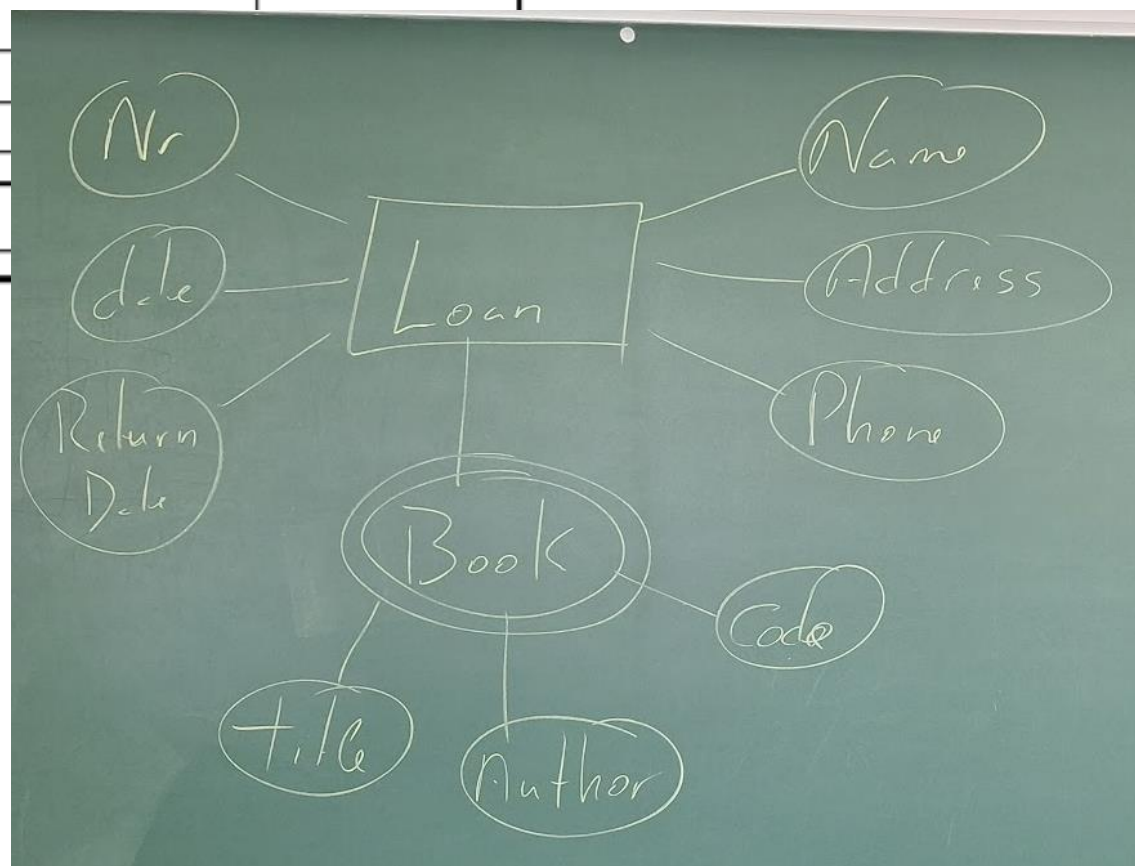 Nr
Name
date
Address
Loan
Return
Date
Phone
Book
Code
title
Author